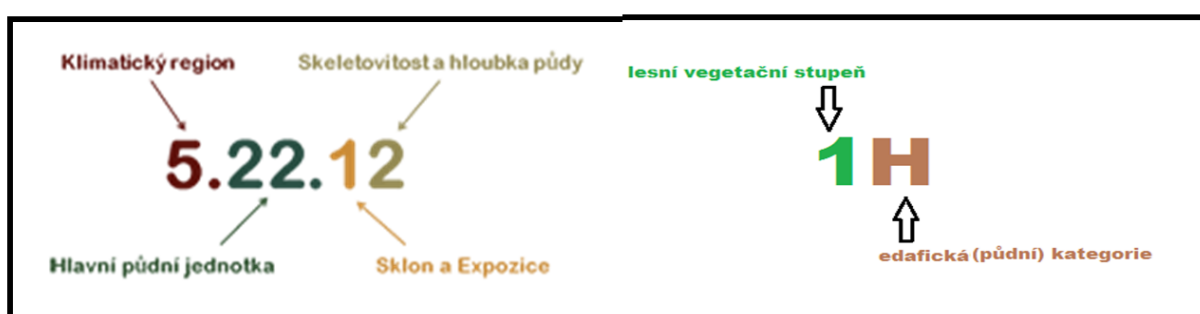 Klimatický region
Skeletovitost a hloubka půdy
5.22.12
Hlavní půdní jednotka
Sklon a Expozice
lesní vegetační stupeň
1H
edafická (půdní) kategorie